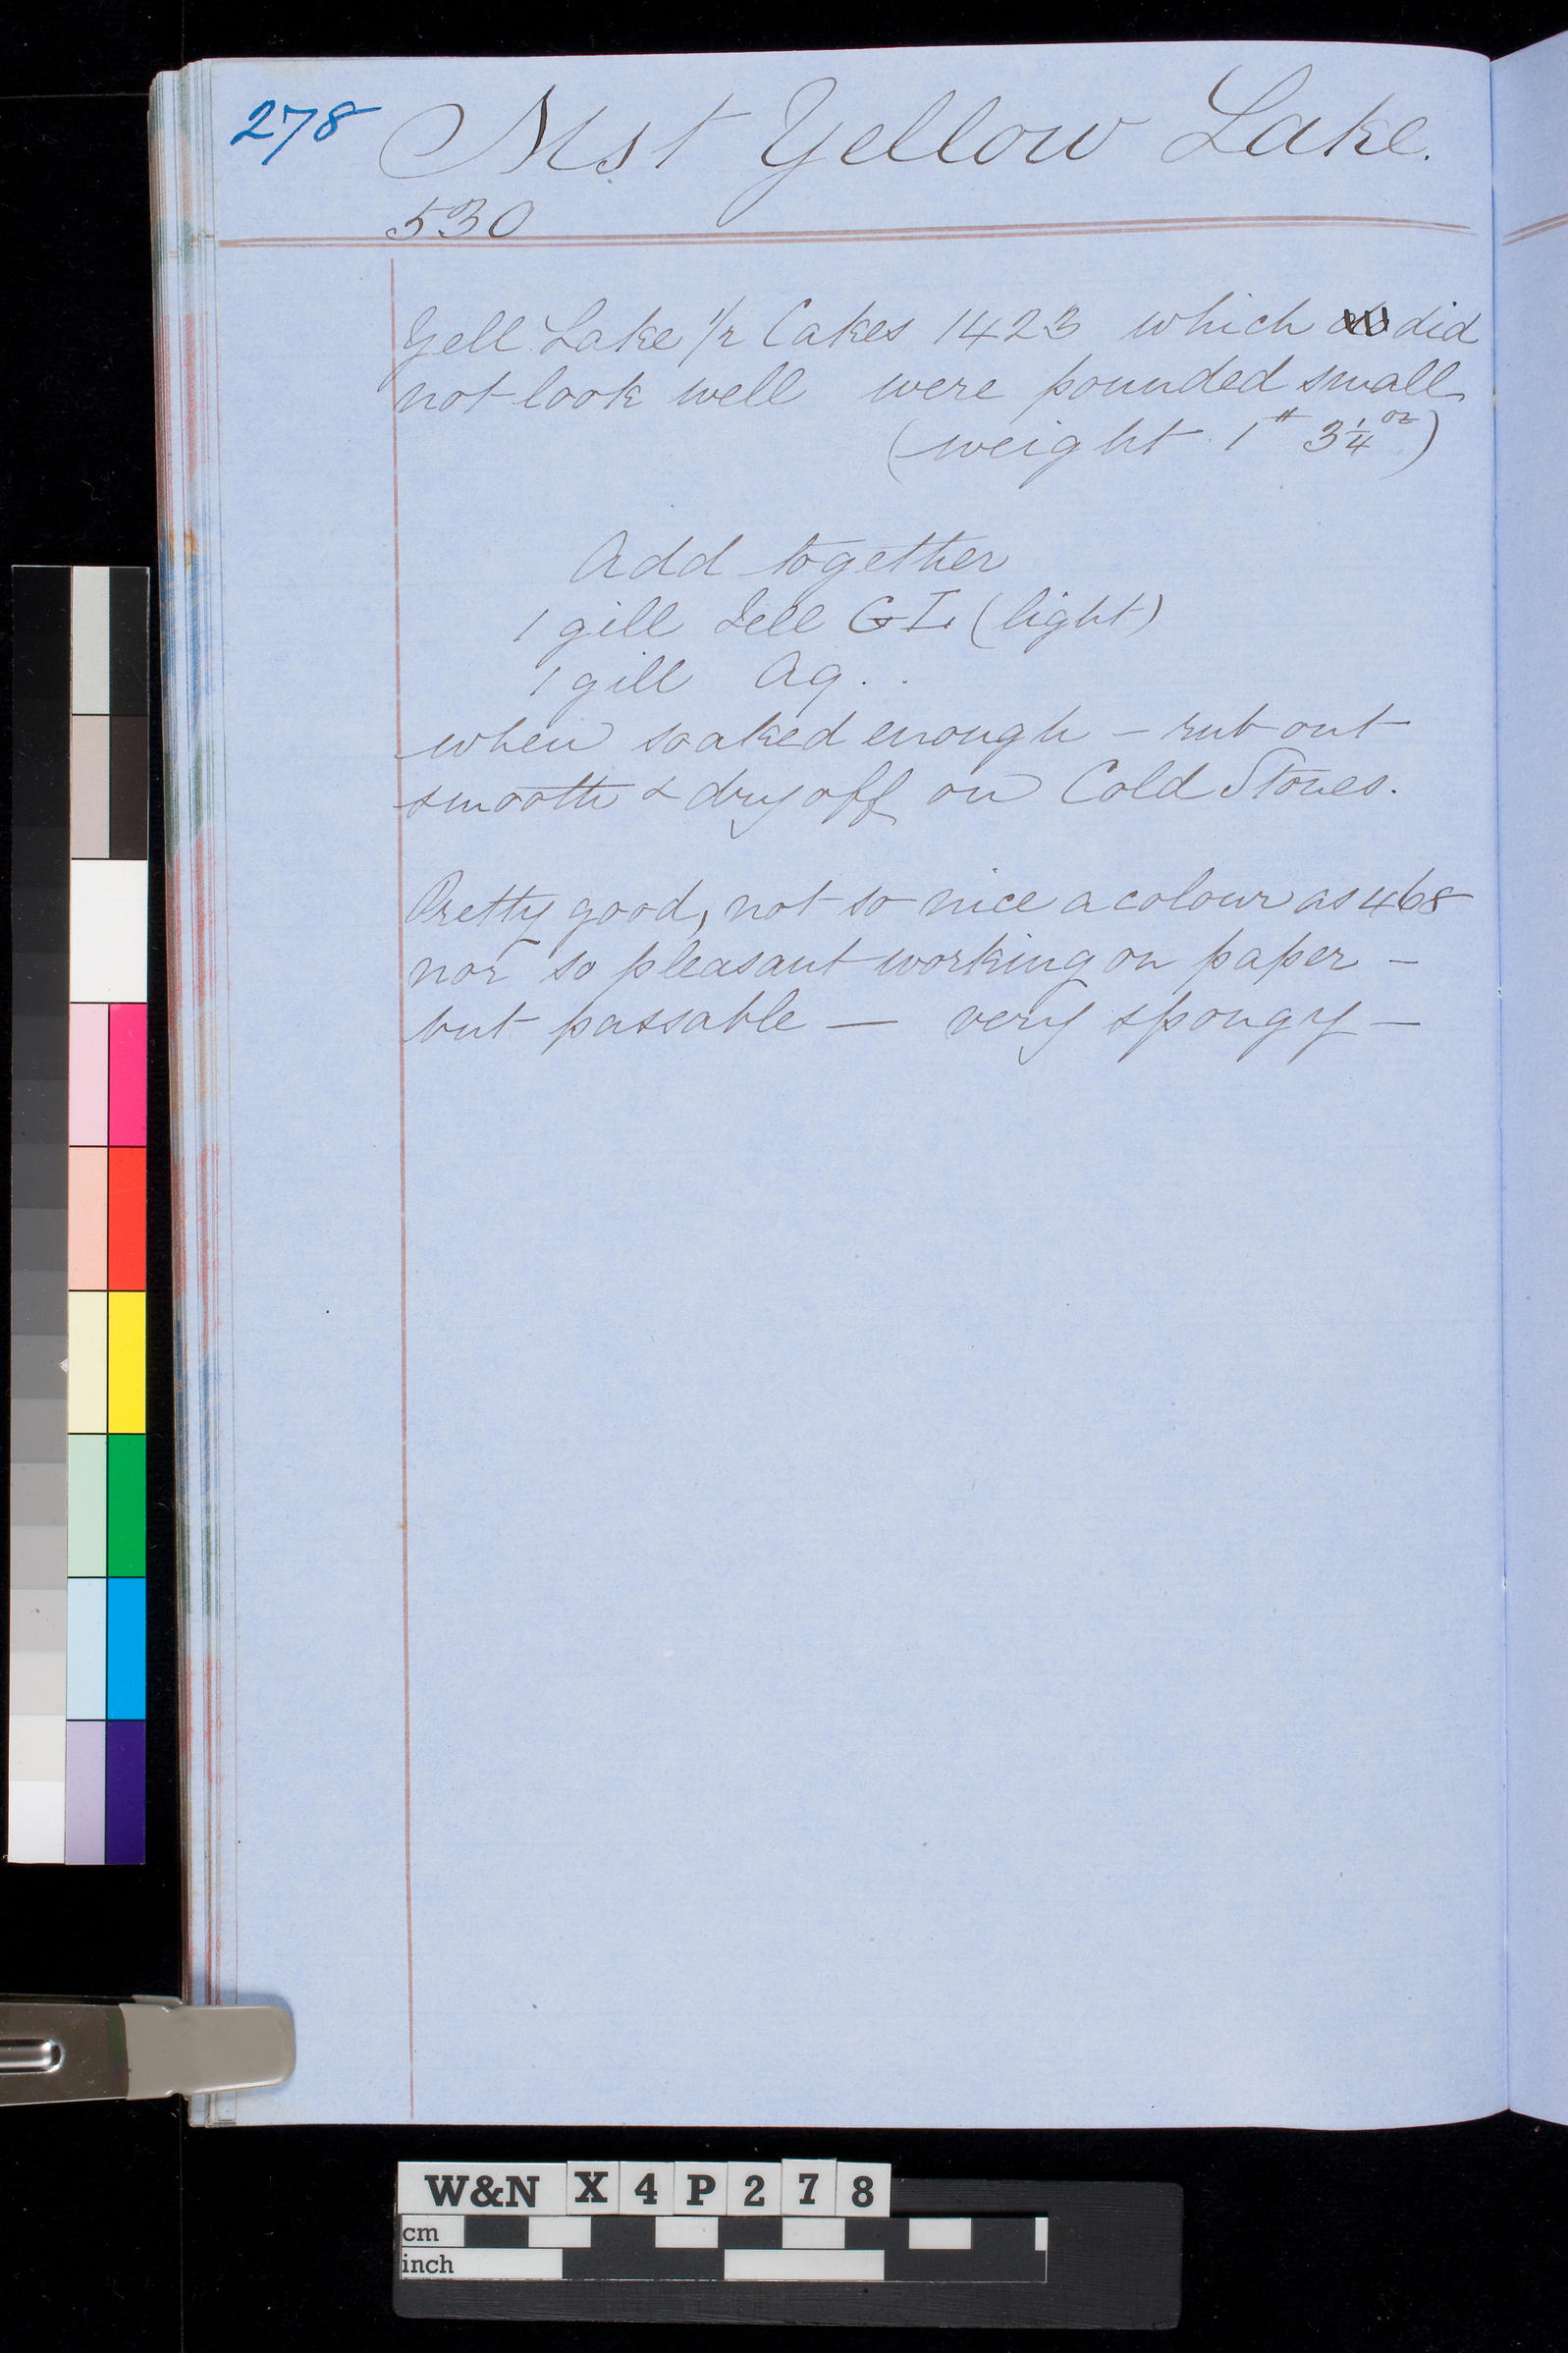 278 Mst Yellow Lake.
530
Yell Lake 1/2 Cakes 1423 which did
not look well were pounded small
(weight 1# 3 1/4 oz)
Add together
1 gill Jell GT. (light)
1 gill Aq. .
when soaked enough - rub out
smooth & dry off on Cold Stones.
Pretty good, not so nice a colour as 468
nor so pleasant working on paper -
but passable - very spongy -
W&N X 4 P 2 7 8
cm
inch